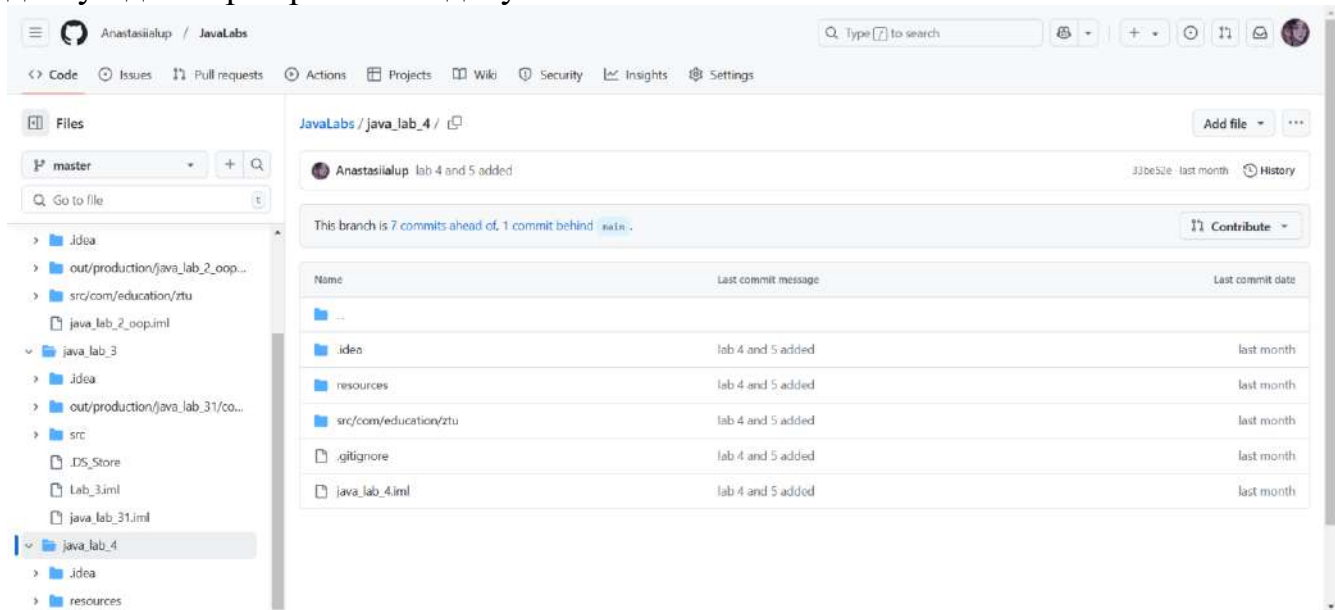 Anastasiialup / JavaLabs
Type / to search
Code Issues Pull requests Actions Projects Wiki Security Insights Settings
Files
master
Go to file t
.idea
out/production/java_lab_2_oop...
src/com/education/ztu
java_lab_2_oop.iml
java_lab_3
.idea
out/production/java_lab_31/co...
src
.DS_Store
Lab_3.iml
java_lab_31.iml
java_lab_4
.idea
resources
JavaLabs / java_lab_4 /
Add file
Anastasiialup lab 4 and 5 added
33be52e last month History
This branch is 7 commits ahead of, 1 commit behind main .
Contribute
Name Last commit message Last commit date
..
.idea lab 4 and 5 added last month
resources lab 4 and 5 added last month
src/com/education/ztu lab 4 and 5 added last month
.gitignore lab 4 and 5 added last month
java_lab_4.iml lab 4 and 5 added last month